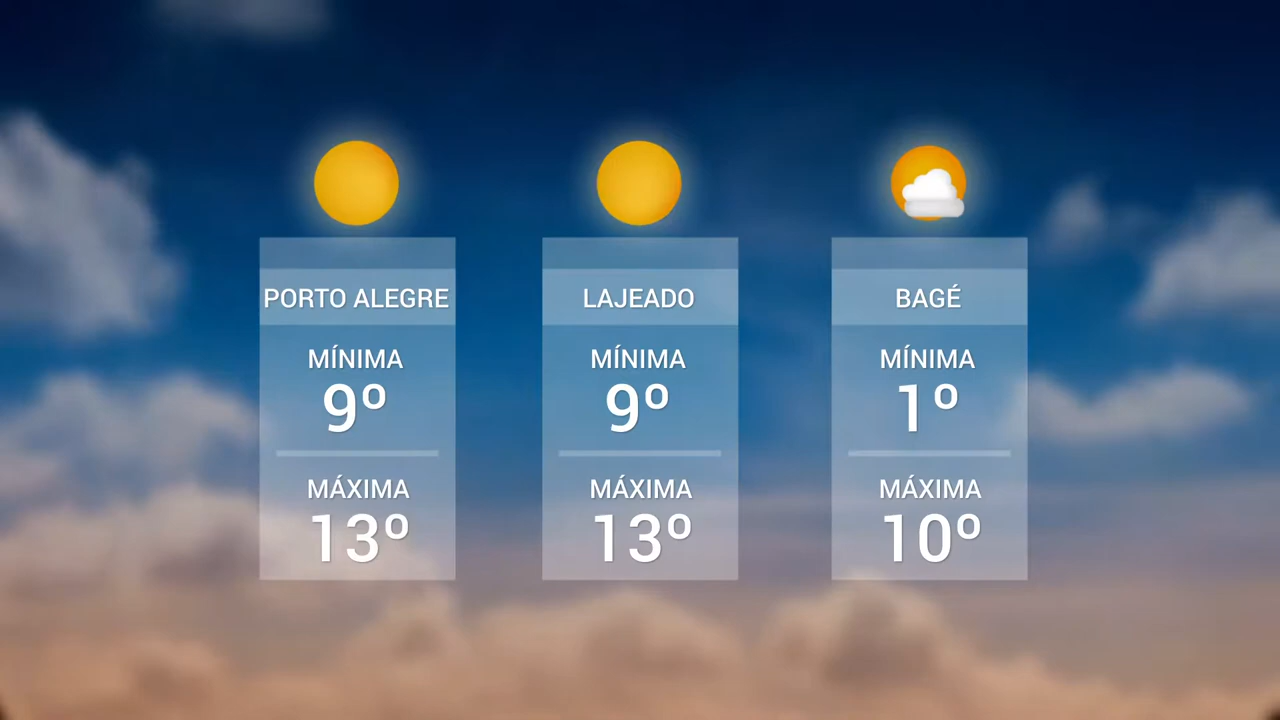 PORTO ALEGRE
MÍNIMA
9º
MÁXIMA
13º
LAJEADO
MÍNIMA
9º
MÁXIMA
13º
BAGÉ
MÍNIMA
1º
MÁXIMA
10º